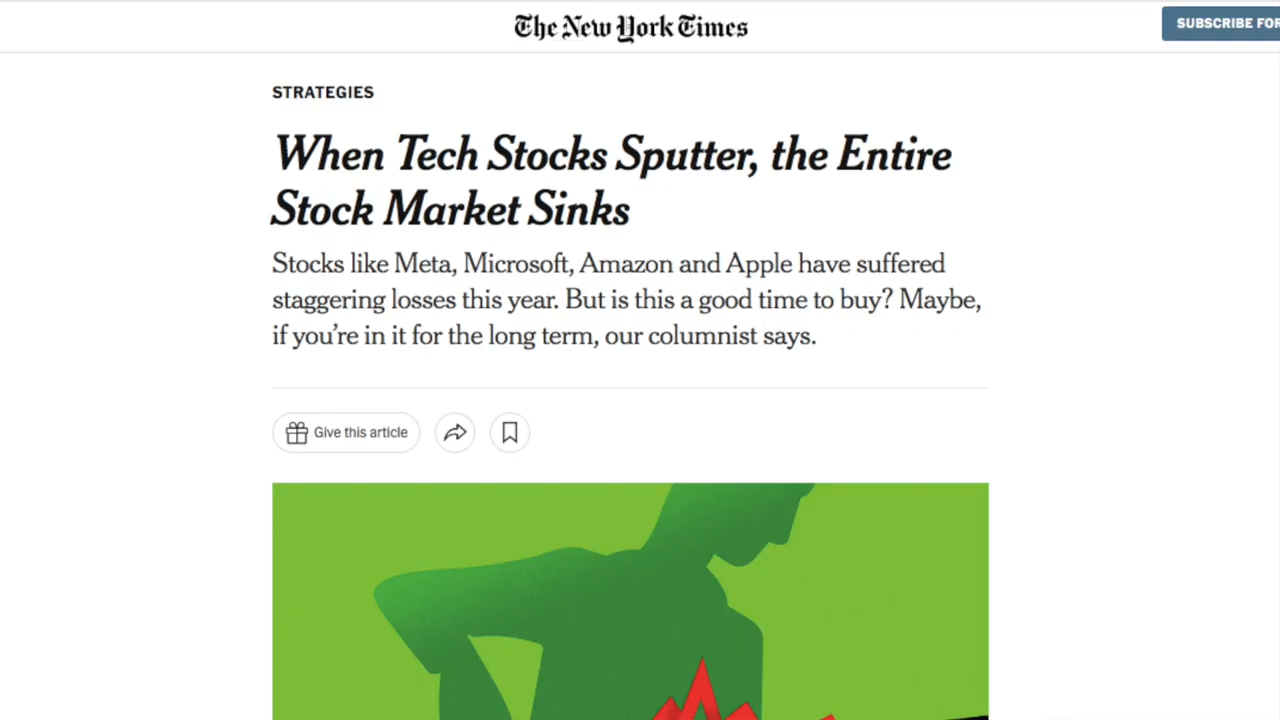 The New York Times
SUBSCRIBE FOR
STRATEGIES
When Tech Stocks Sputter, the Entire
Stock Market Sinks
Stocks like Meta, Microsoft, Amazon and Apple have suffered
staggering losses this year. But is this a good time to buy? Maybe,
if you’re in it for the long term, our columnist says.
Give this article